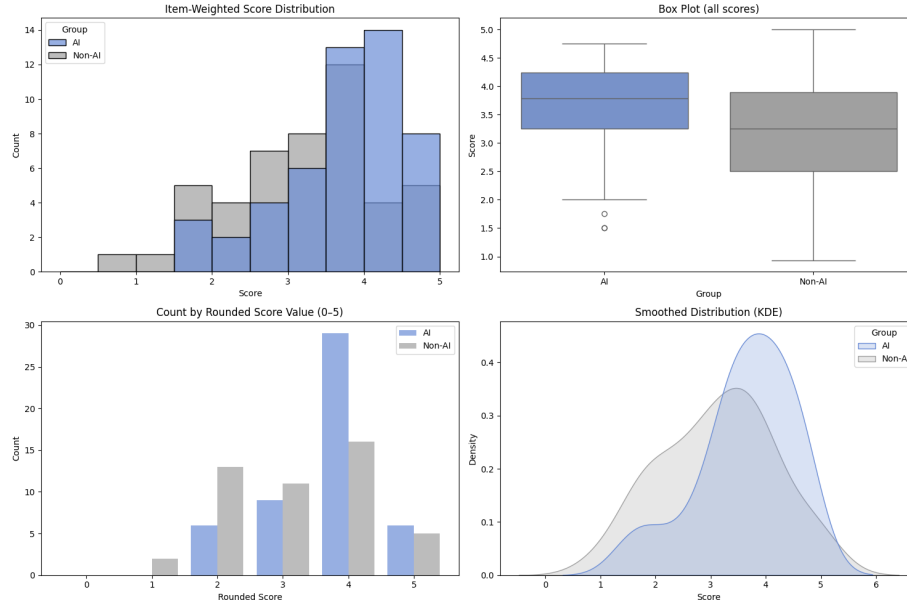 Item-Weighted Score Distribution
Group
AI
Non-AI
14
12
10
8
6
4
2
0
Count
0 1 2 3 4 5
Score
Box Plot (all scores)
5.0
4.5
4.0
3.5
3.0
2.5
2.0
1.5
1.0
Score
AI Non-AI
Group
Count by Rounded Score Value (0–5)
AI
Non-AI
30
25
20
15
10
5
0
Count
0 1 2 3 4 5
Rounded Score
Smoothed Distribution (KDE)
Group
AI
Non-A
0.4
0.3
0.2
0.1
0.0
Density
0 1 2 3 4 5 6
Score